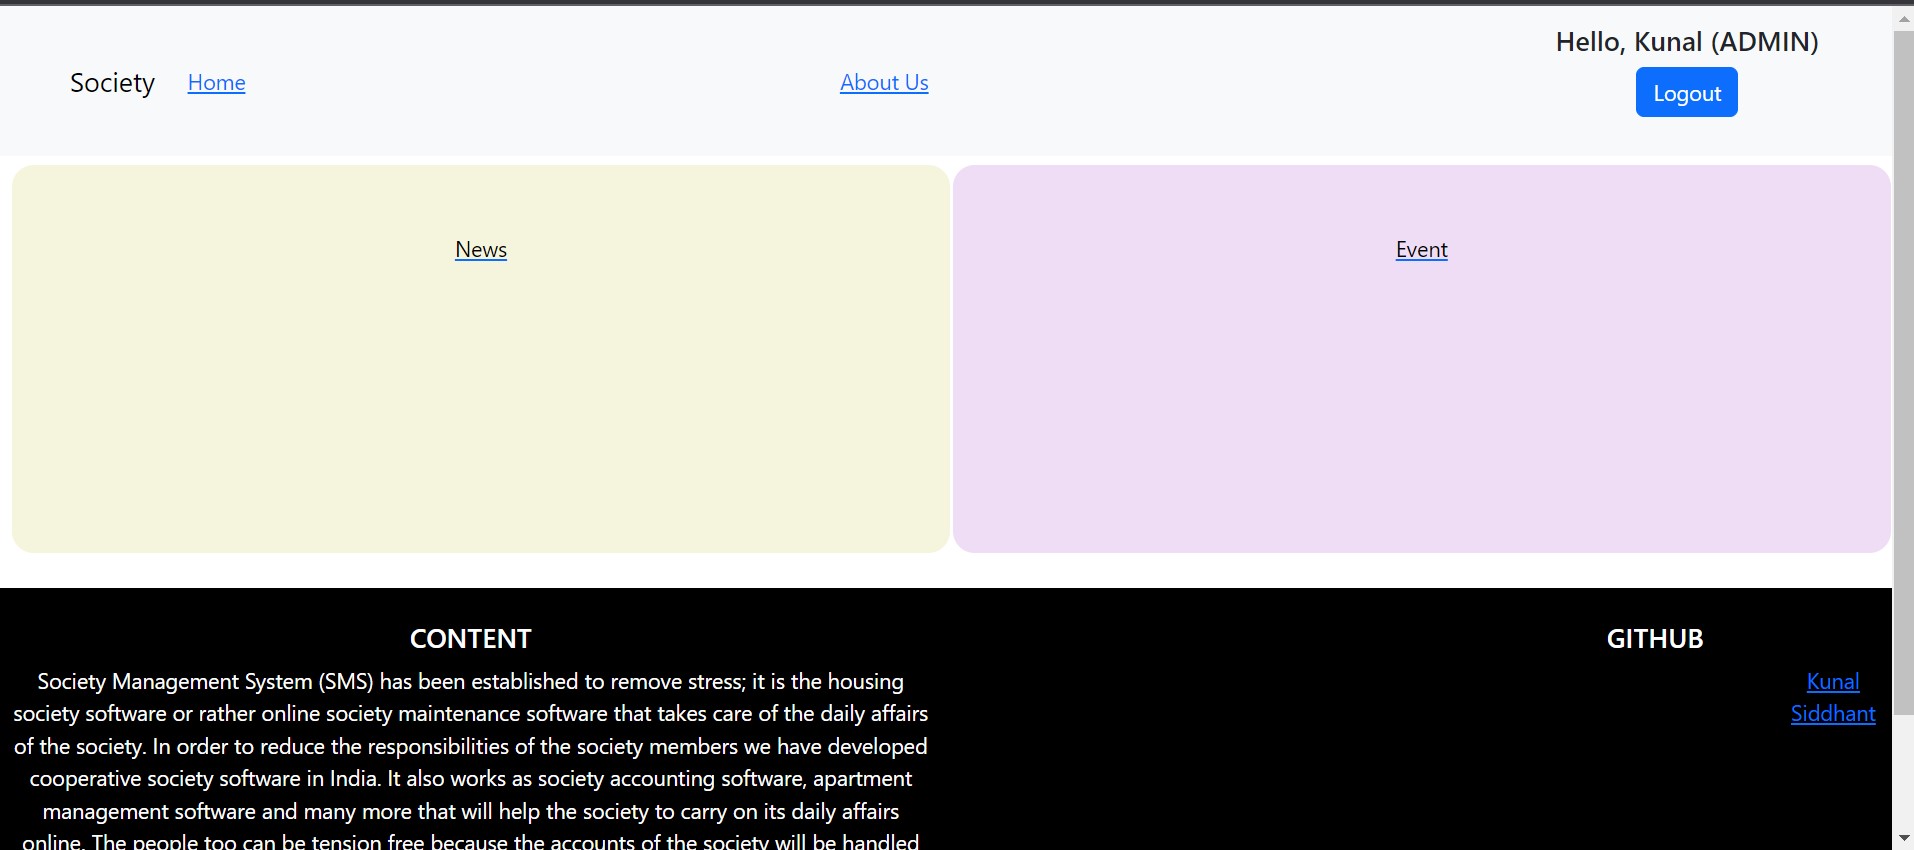 Hello, Kunal (ADMIN)
Society Home About Us
Logout
News
Event
CONTENT
Society Management System (SMS) has been established to remove stress; it is the housing
society software or rather online society maintenance software that takes care of the daily affairs
of the society. In order to reduce the responsibilities of the society members we have developed
cooperative society software in India. It also works as society accounting software, apartment
management software and many more that will help the society to carry on its daily affairs
online. The people too can be tension free because the accounts of the society will be handled
GITHUB
Kunal
Siddhant